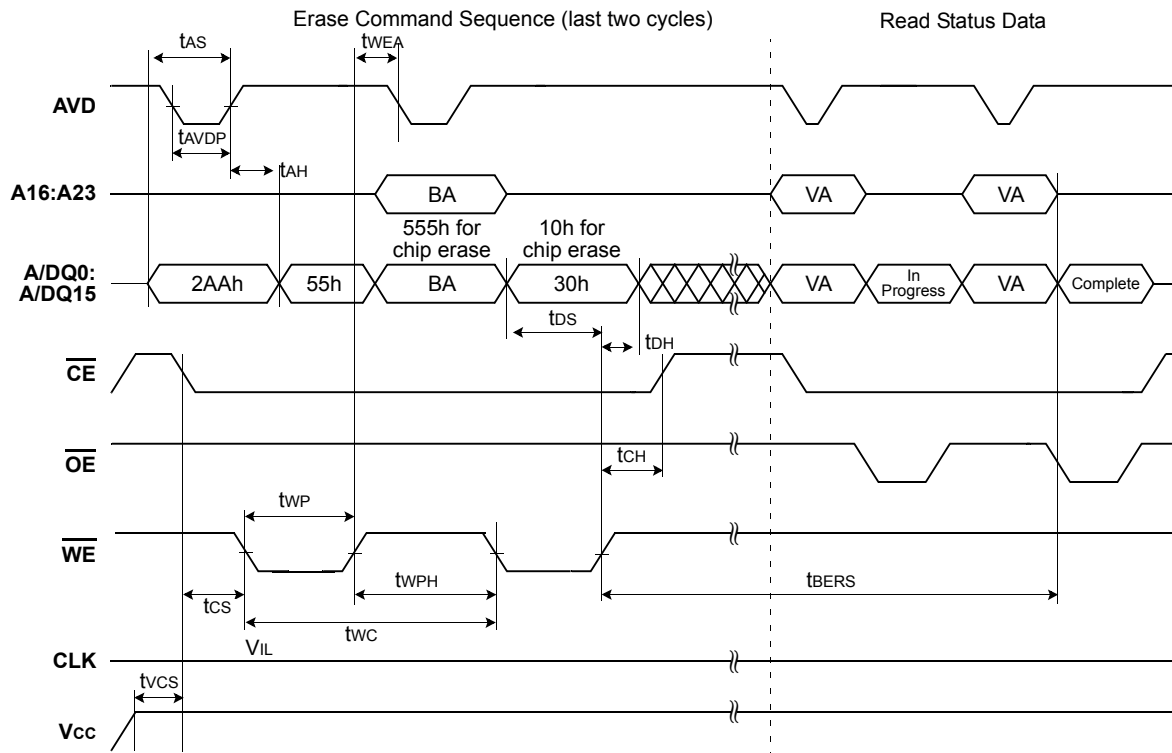 Erase Command Sequence (last two cycles)
Read Status Data
tAS
tWEA
AVD
tAVDP
tAH
A16:A23
BA
VA
VA
555h for
chip erase
10h for
chip erase
A/DQ0:
A/DQ15
2AAh
55h
BA
30h
VA
In
Progress
VA
Complete
tDS
tDH
CE
OE
tCH
tWP
WE
tWPH
tBERS
tCS
tWC
VIL
CLK
tVCS
VCC